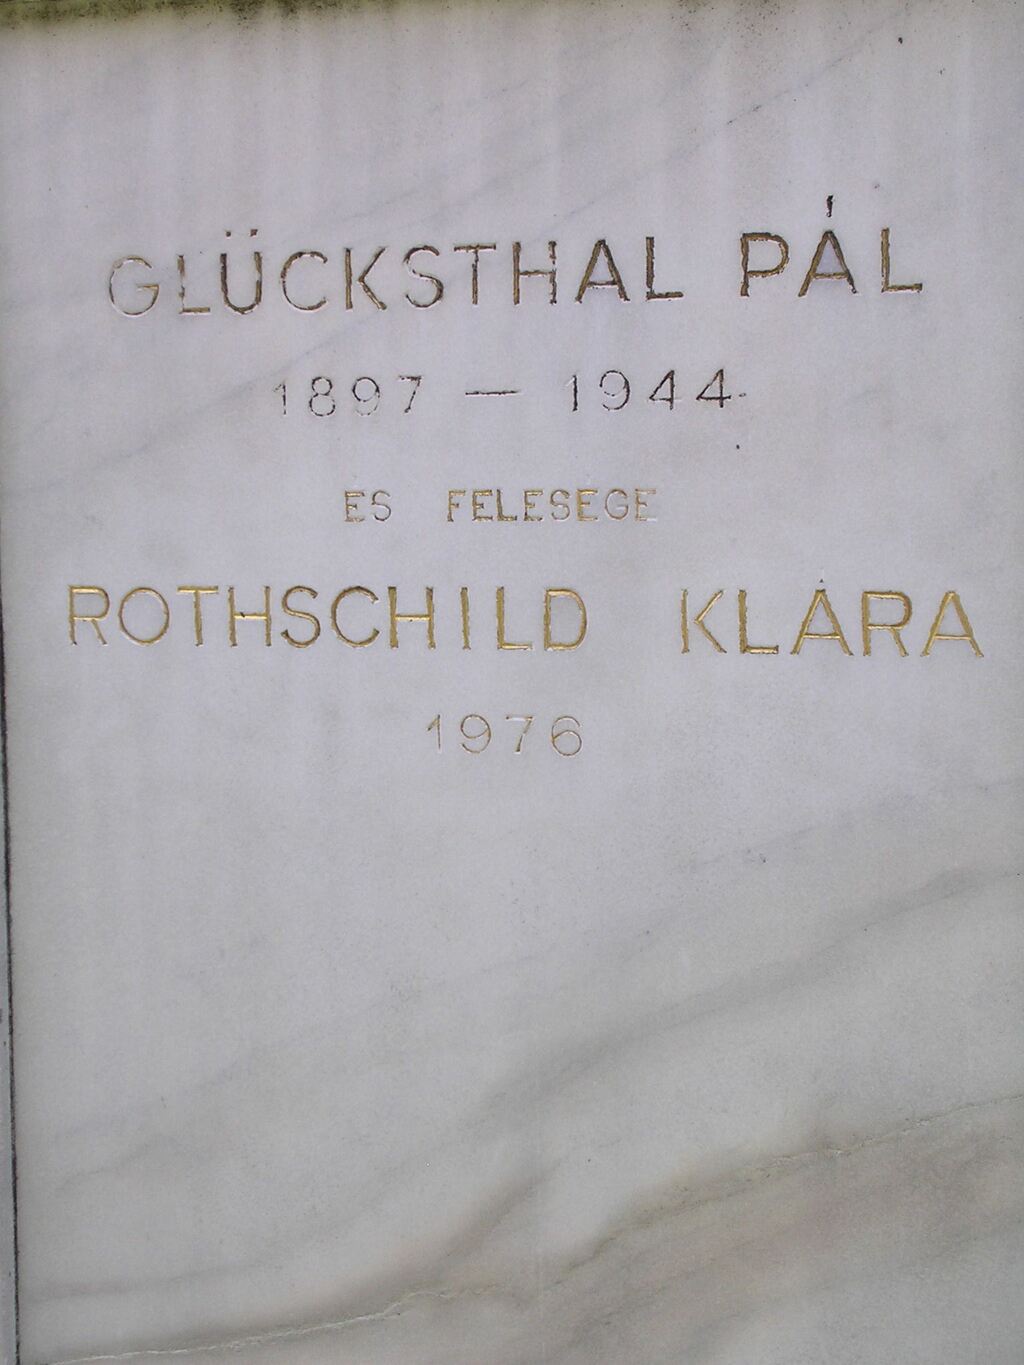 GLÜCKSTHAL PÁL
1897 — 1944
ES FELESEGE
ROTHSCHILD KLÁRA
1976